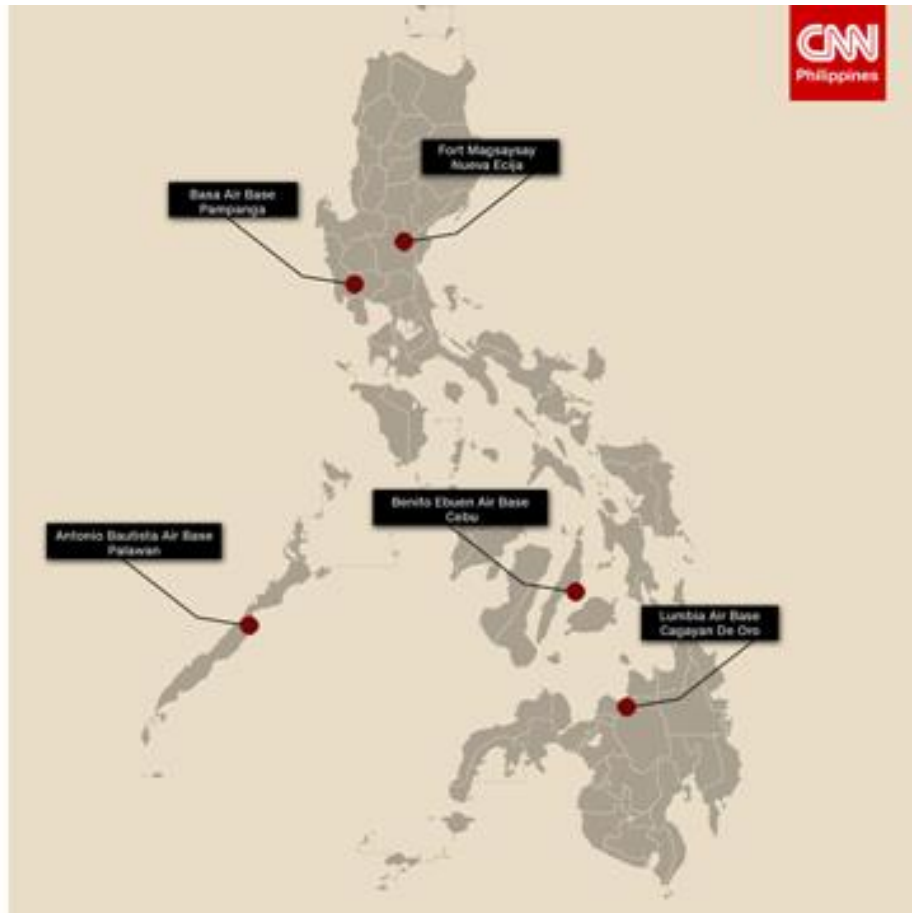 CNN
Philippines
Fort Magsaysay
Nueva Ecija
Basa Air Base
Pampanga
Benito Ebuen Air Base
Cebu
Antonio Bautista Air Base
Palawan
Lumbia Air Base
Cagayan De Oro